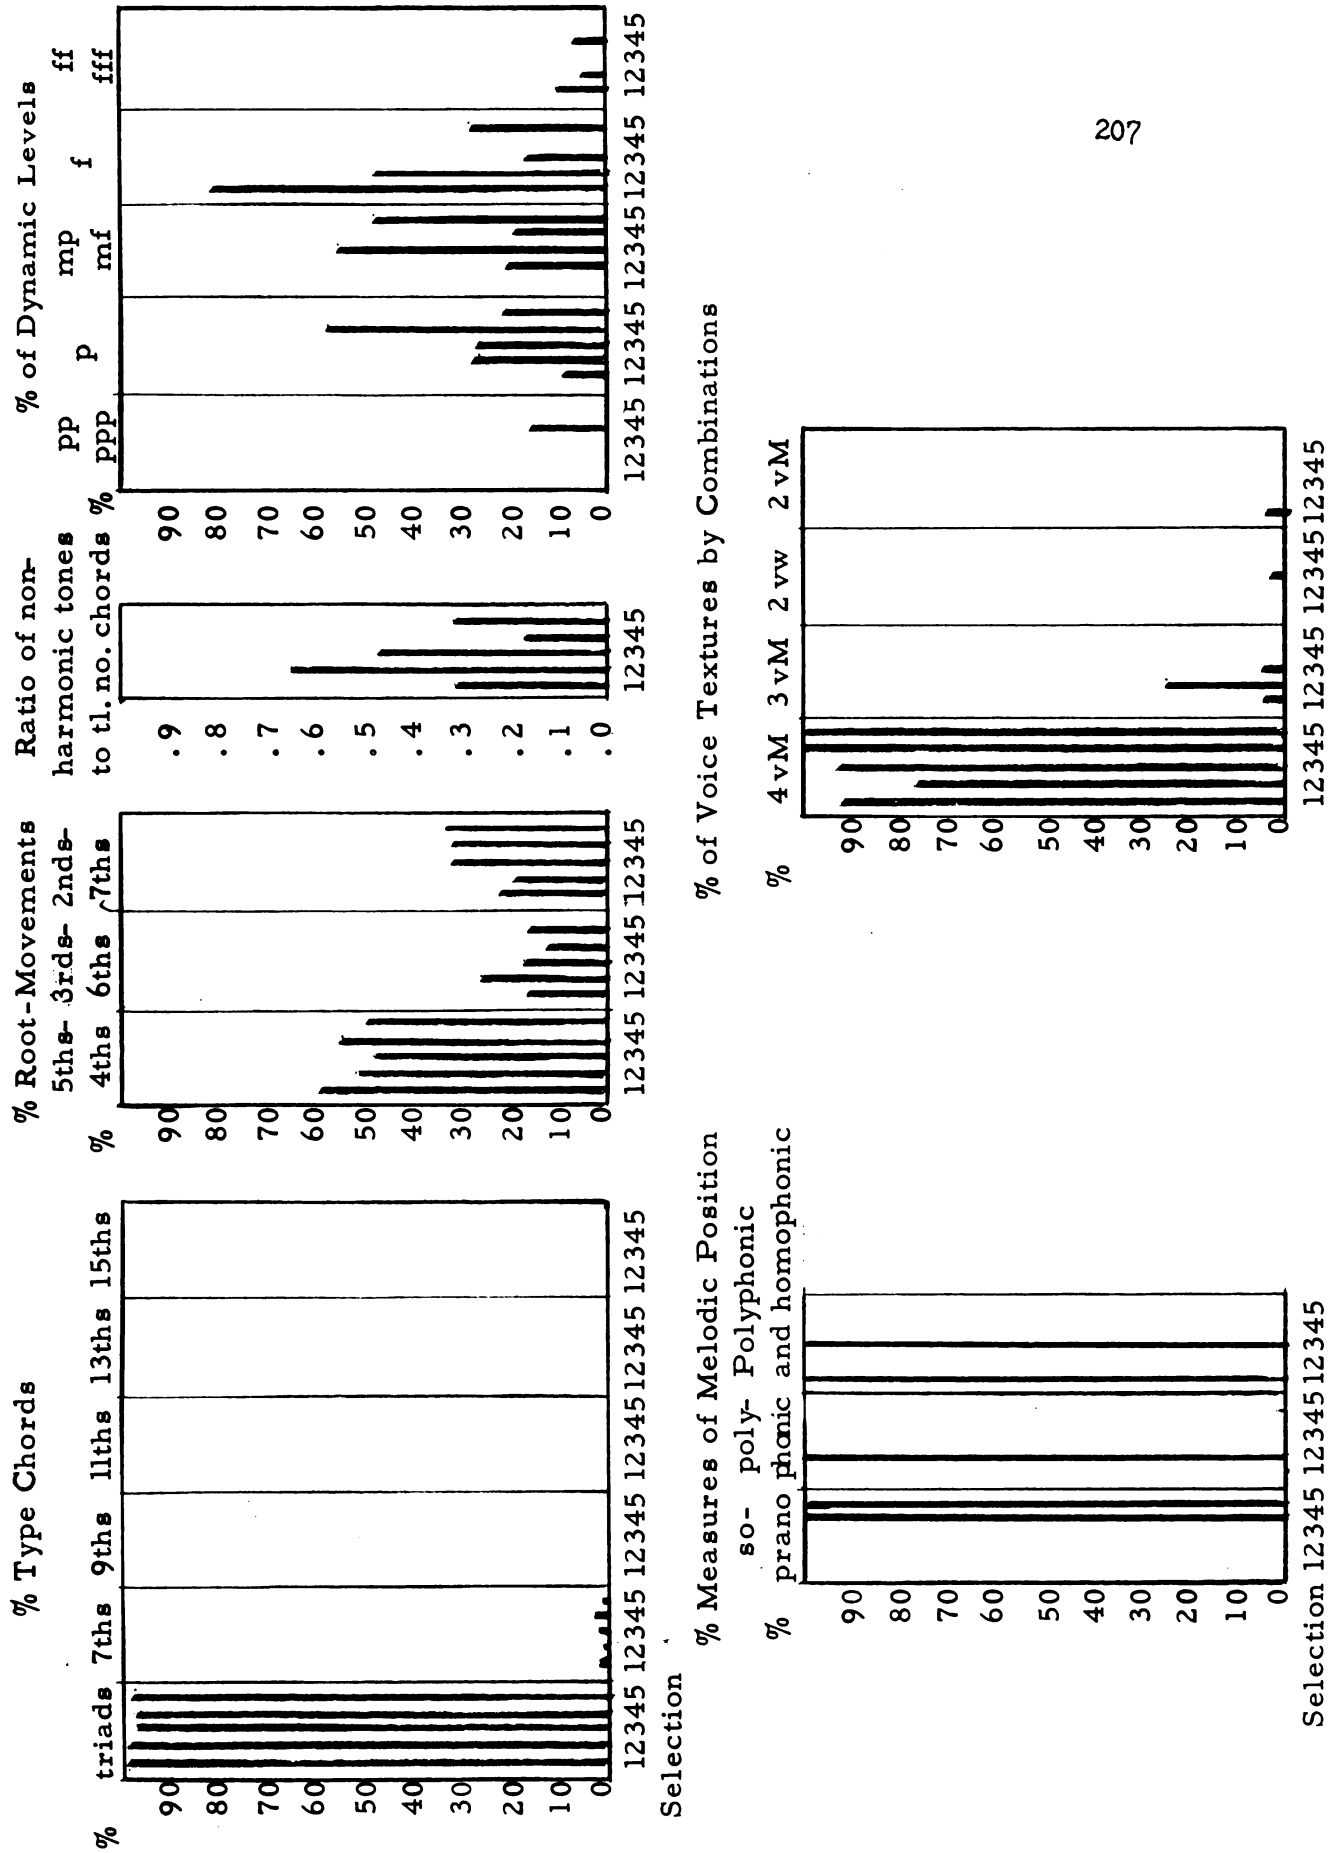 207
% Type Chords
% triads 7ths 9ths 11ths 13ths 15ths
90
80
70
60
50
40
30
20
10
0
12345 12345 12345 12345 12345 12345
Selection
% Root-Movements
5ths- 3rds- 2nds-
% 4ths 6ths 7ths
90
80
70
60
50
40
30
20
10
0
12345 12345 12345
Ratio of non-
harmonic tones
to tl. no. chords
.9
.8
.7
.6
.5
.4
.3
.2
.1
.0
12345
% of Dynamic Levels
pp p mp f ff
% ppp mf fff
90
80
70
60
50
40
30
20
10
0
12345 12345 12345 12345 12345
% Measures of Melodic Position
so- poly- Polyphonic
% prano phonic and homophonic
90
80
70
60
50
40
30
20
10
0
Selection 12345 12345 12345
% of Voice Textures by Combinations
% 4 vM 3 vM 2 vw 2 vM
90
80
70
60
50
40
30
20
10
0
12345 12345 12345 12345